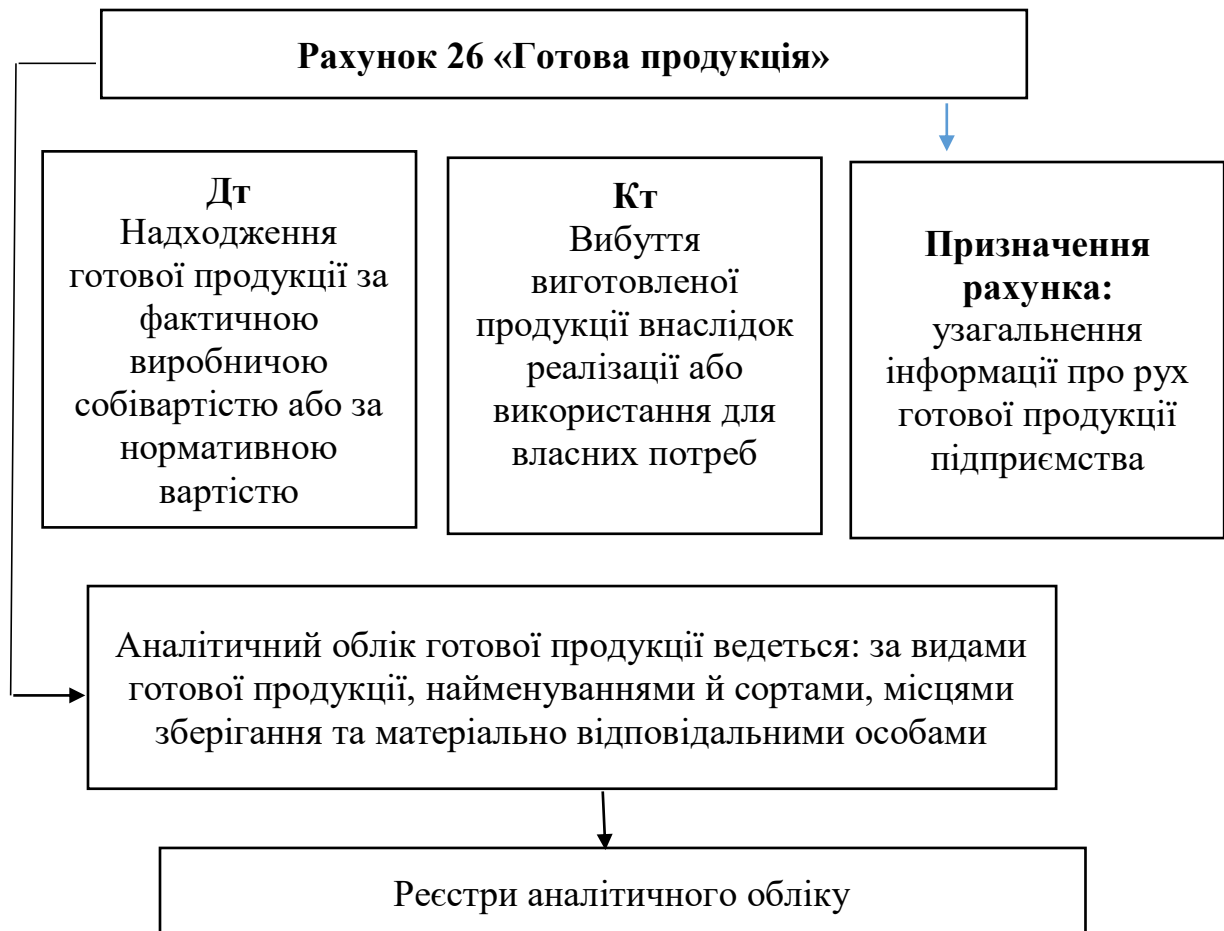 Рахунок 26 «Готова продукція»
Дт
Надходження
готової продукції за
фактичною
виробничою
собівартістю або за
нормативною
вартістю
Кт
Вибуття
виготовленої
продукції внаслідок
реалізації або
використання для
власних потреб
Призначення
рахунка:
узагальнення
інформації про рух
готової продукції
підприємства
Аналітичний облік готової продукції ведеться: за видами
готової продукції, найменуваннями й сортами, місцями
зберігання та матеріально відповідальними особами
Реєстри аналітичного обліку